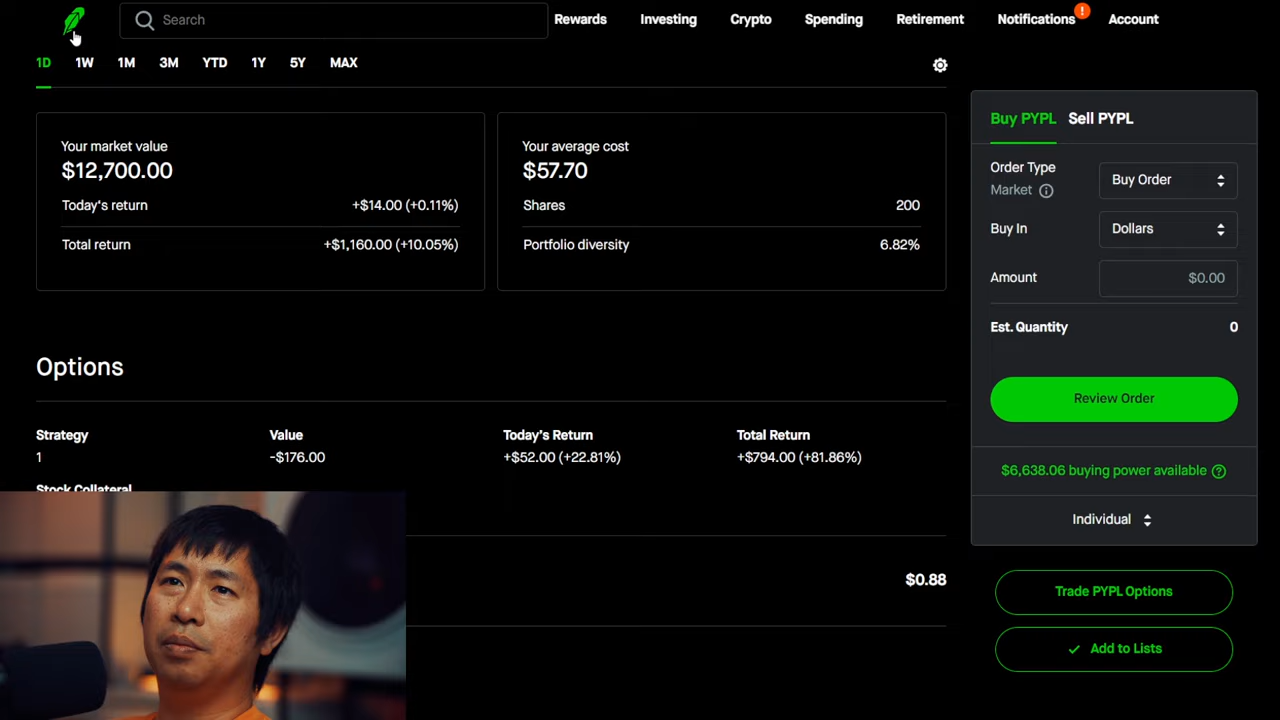 Search
Rewards
Investing
Crypto
Spending
Retirement
Notifications
!
Account
1D
1W
1M
3M
YTD
1Y
5Y
MAX
Your market value
$12,700.00
Today's return
+$14.00 (+0.11%)
Total return
+$1,160.00 (+10.05%)
Your average cost
$57.70
Shares
200
Portfolio diversity
6.82%
Buy PYPL
Sell PYPL
Order Type
Market
Buy Order
Buy In
Dollars
Amount
$0.00
Est. Quantity
0
Review Order
$6,638.06 buying power available
Individual
Trade PYPL Options
Add to Lists
Options
Strategy
Value
Today's Return
Total Return
1
-$176.00
+$52.00 (+22.81%)
+$794.00 (+81.86%)
Stock Collateral
$0.88